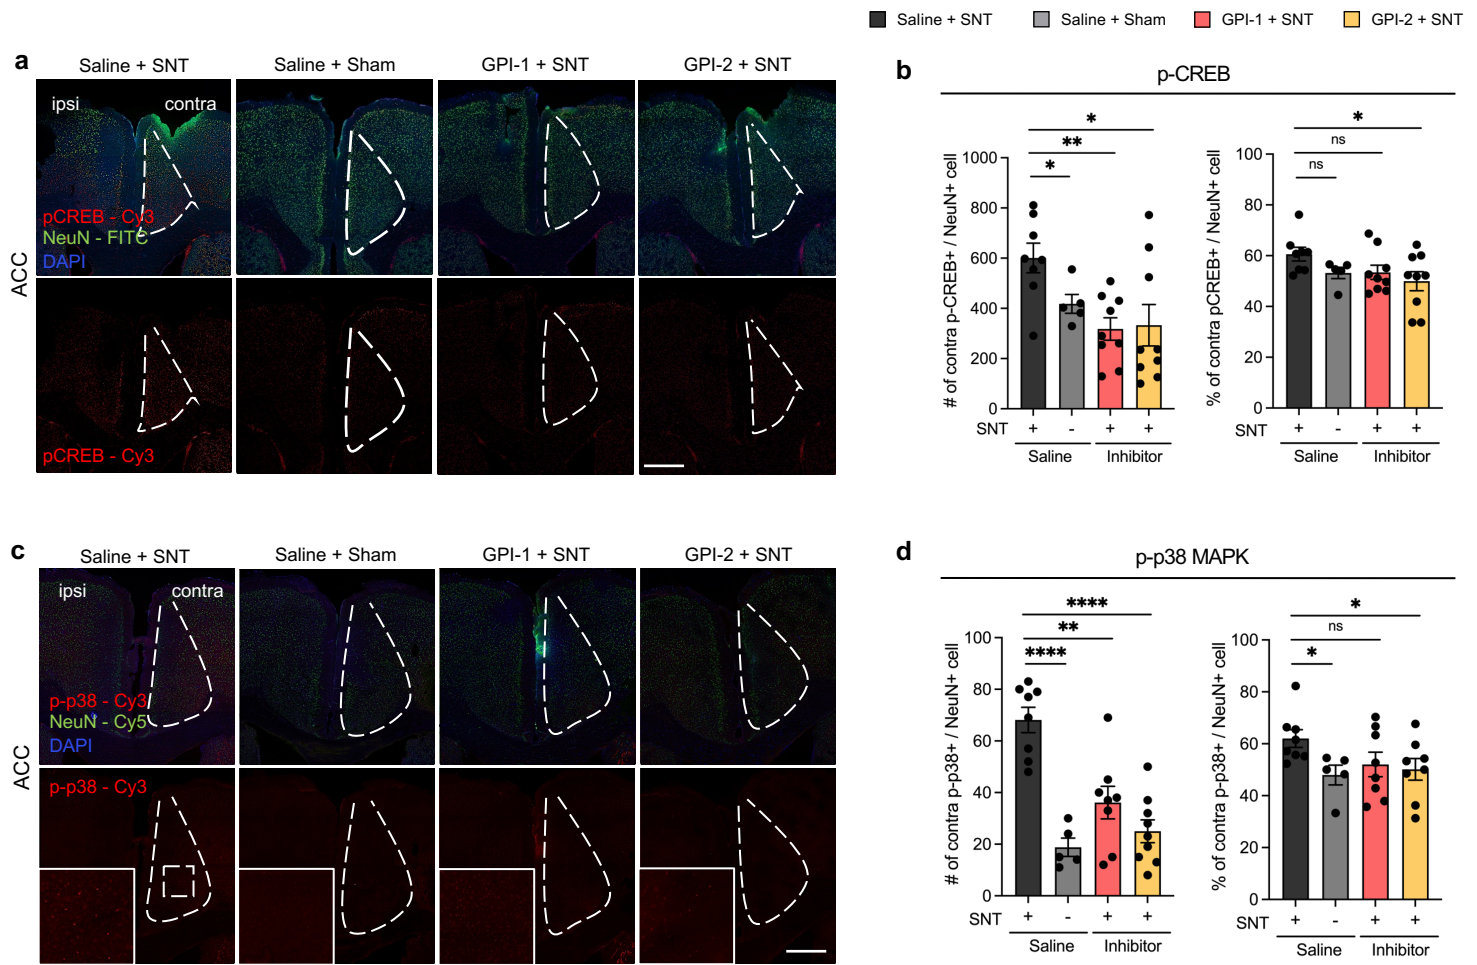 Saline + SNT Saline + Sham GPI-1 + SNT GPI-2 + SNT
a
Saline + SNT Saline + Sham GPI-1 + SNT GPI-2 + SNT
ipsi contra
pCREB - Cy3
NeuN - FITC
DAPI
ACC
pCREB - Cy3
b
p-CREB
# of contra p-CREB+ / NeuN+ cell
1000
800
600
400
200
0
* ** *
SNT + - + +
Saline Inhibitor
% of contra pCREB+ / NeuN+ cell
100
80
60
40
20
0
ns ns *
SNT + - + +
Saline Inhibitor
c
Saline + SNT Saline + Sham GPI-1 + SNT GPI-2 + SNT
ipsi contra
p-p38 - Cy3
NeuN - Cy5
DAPI
ACC
p-p38 - Cy3
d
p-p38 MAPK
# of contra p-p38+ / NeuN+ cell
100
80
60
40
20
0
**** ** ****
SNT + - + +
Saline Inhibitor
% of contra p-p38+ / NeuN+ cell
100
80
60
40
20
0
* ns *
SNT + - + +
Saline Inhibitor